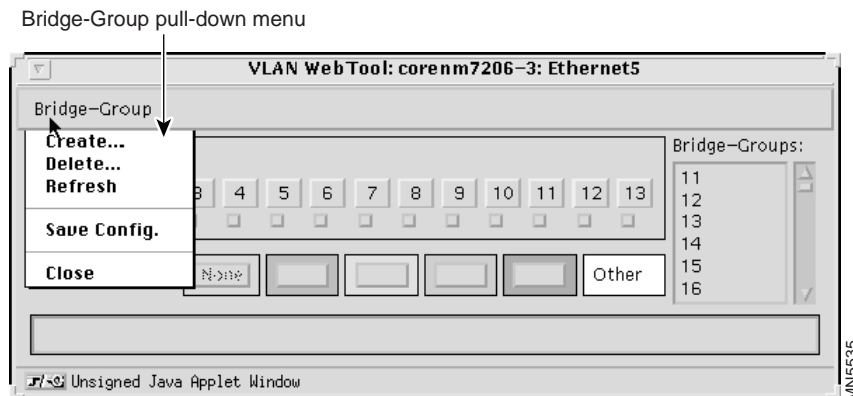 Bridge-Group pull-down menu
VLAN WebTool: corenm7206-3: Ethernet5
Bridge-Group
Create...
Delete...
Refresh
Save Config.
Close
3 4 5 6 7 8 9 10 11 12 13
None
Other
Bridge-Groups:
11
12
13
14
15
16
Unsigned Java Applet Window